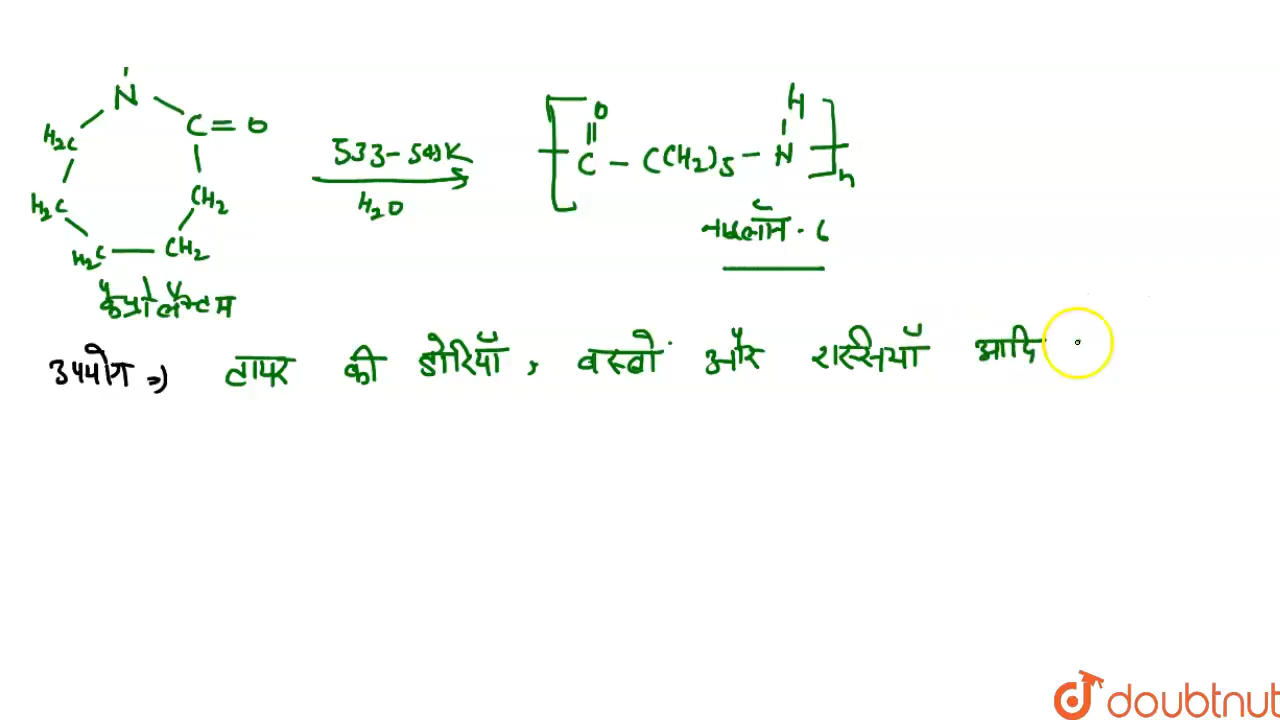 N
H₂C C=O
H
O
533-543K
C-(CH₂)₅-N
H₂O
n
H₂C CH₂
H₂C CH₂
नायलॉन-6
कैप्रोलैक्टम
उपयोग ⇒) टायर की डोरियाँ, वस्त्रों और रास्सियाँ आदि
doubtnut